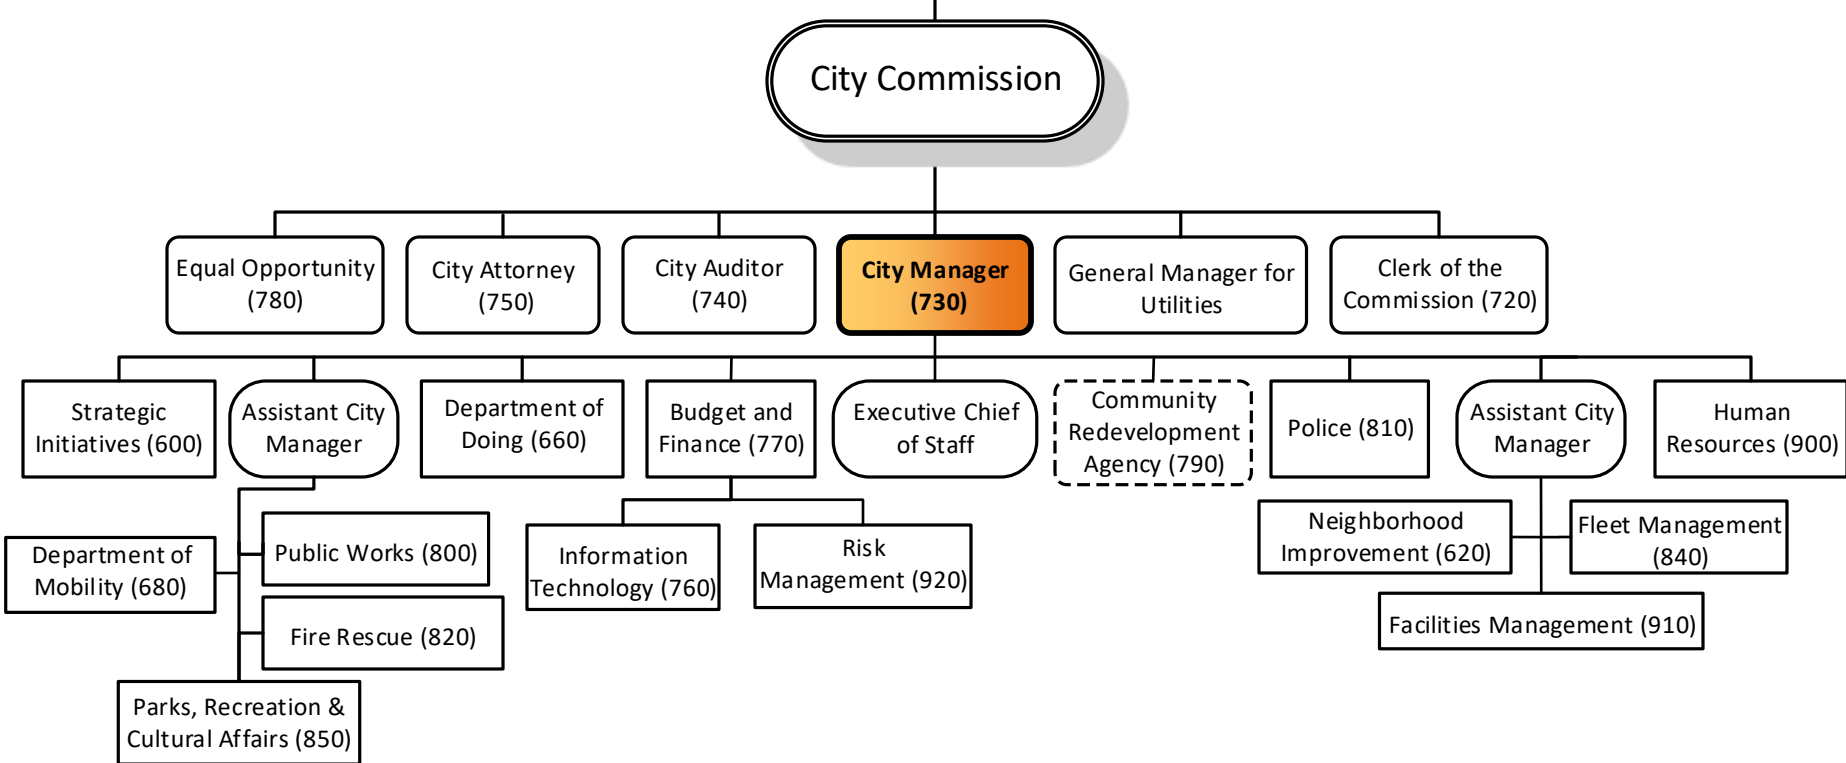 City Commission
Equal Opportunity
(780)
City Attorney
(750)
City Auditor
(740)
City Manager
(730)
General Manager for
Utilities
Clerk of the
Commission (720)
Strategic
Initiatives (600)
Assistant City
Manager
Department of
Doing (660)
Budget and
Finance (770)
Executive Chief
of Staff
Community
Redevelopment
Agency (790)
Police (810)
Assistant City
Manager
Human
Resources (900)
Department of
Mobility (680)
Public Works (800)
Fire Rescue (820)
Parks, Recreation &
Cultural Affairs (850)
Information
Technology (760)
Risk
Management (920)
Neighborhood
Improvement (620)
Fleet Management
(840)
Facilities Management (910)